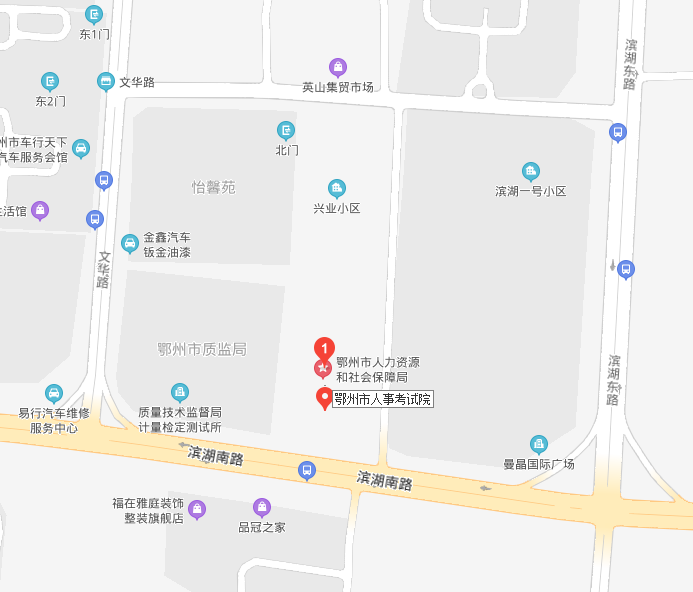 东1门
文华路
东2门
英山集贸市场
滨湖东路
州市车行天下
汽车服务会馆
北门
怡馨苑
兴业小区
滨湖一号小区
生活馆
金鑫汽车
钣金油漆
文华路
鄂州市质监局
1
鄂州市人力资源
和社会保障局
鄂州市人事考试院
滨湖东路
易行汽车维修
服务中心
质量技术监督局
计量检定测试所
滨湖南路
曼晶国际广场
滨湖南路
福在雅庭装饰
整装旗舰店
品冠之家